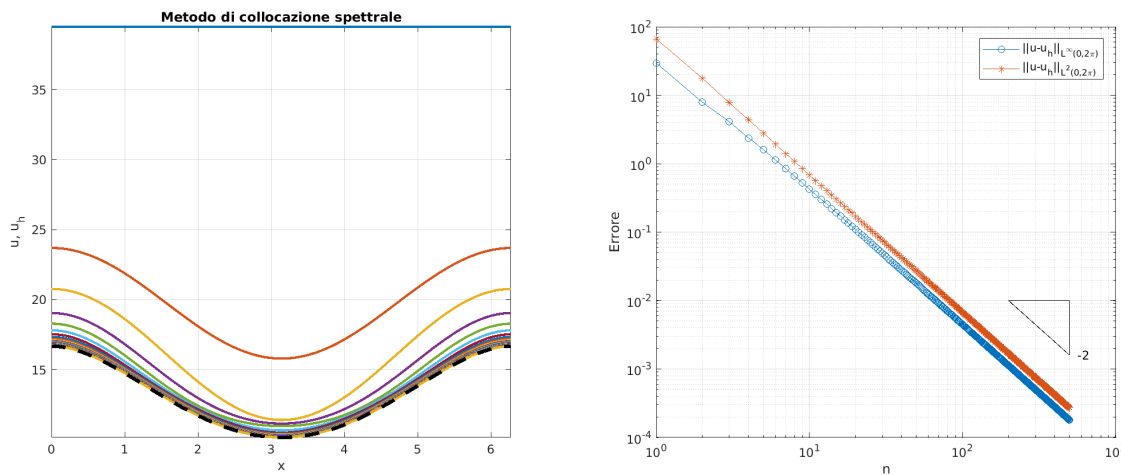 Metodo di collocazione spettrale
35
30
25
20
15
u, u_h
0 1 2 3 4 5 6
x
10^2
10^1
10^0
10^-1
10^-2
10^-3
10^-4
Errore
||u-u_h||_L^∞(0,2π)
||u-u_h||_L^2(0,2π)
-2
10^0 10^1 10^2 10
n